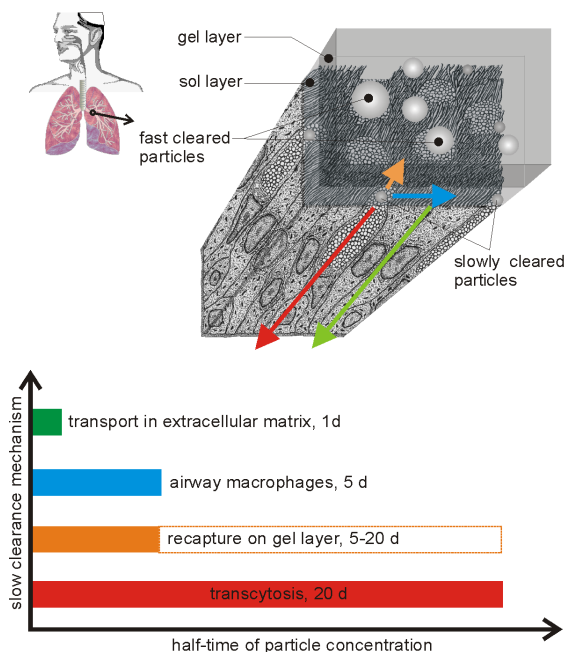 gel layer
sol layer
fast cleared
particles
slowly cleared
particles
slow clearance mechanism
transport in extracellular matrix, 1d
airway macrophages, 5 d
recapture on gel layer, 5-20 d
transcytosis, 20 d
half-time of particle concentration